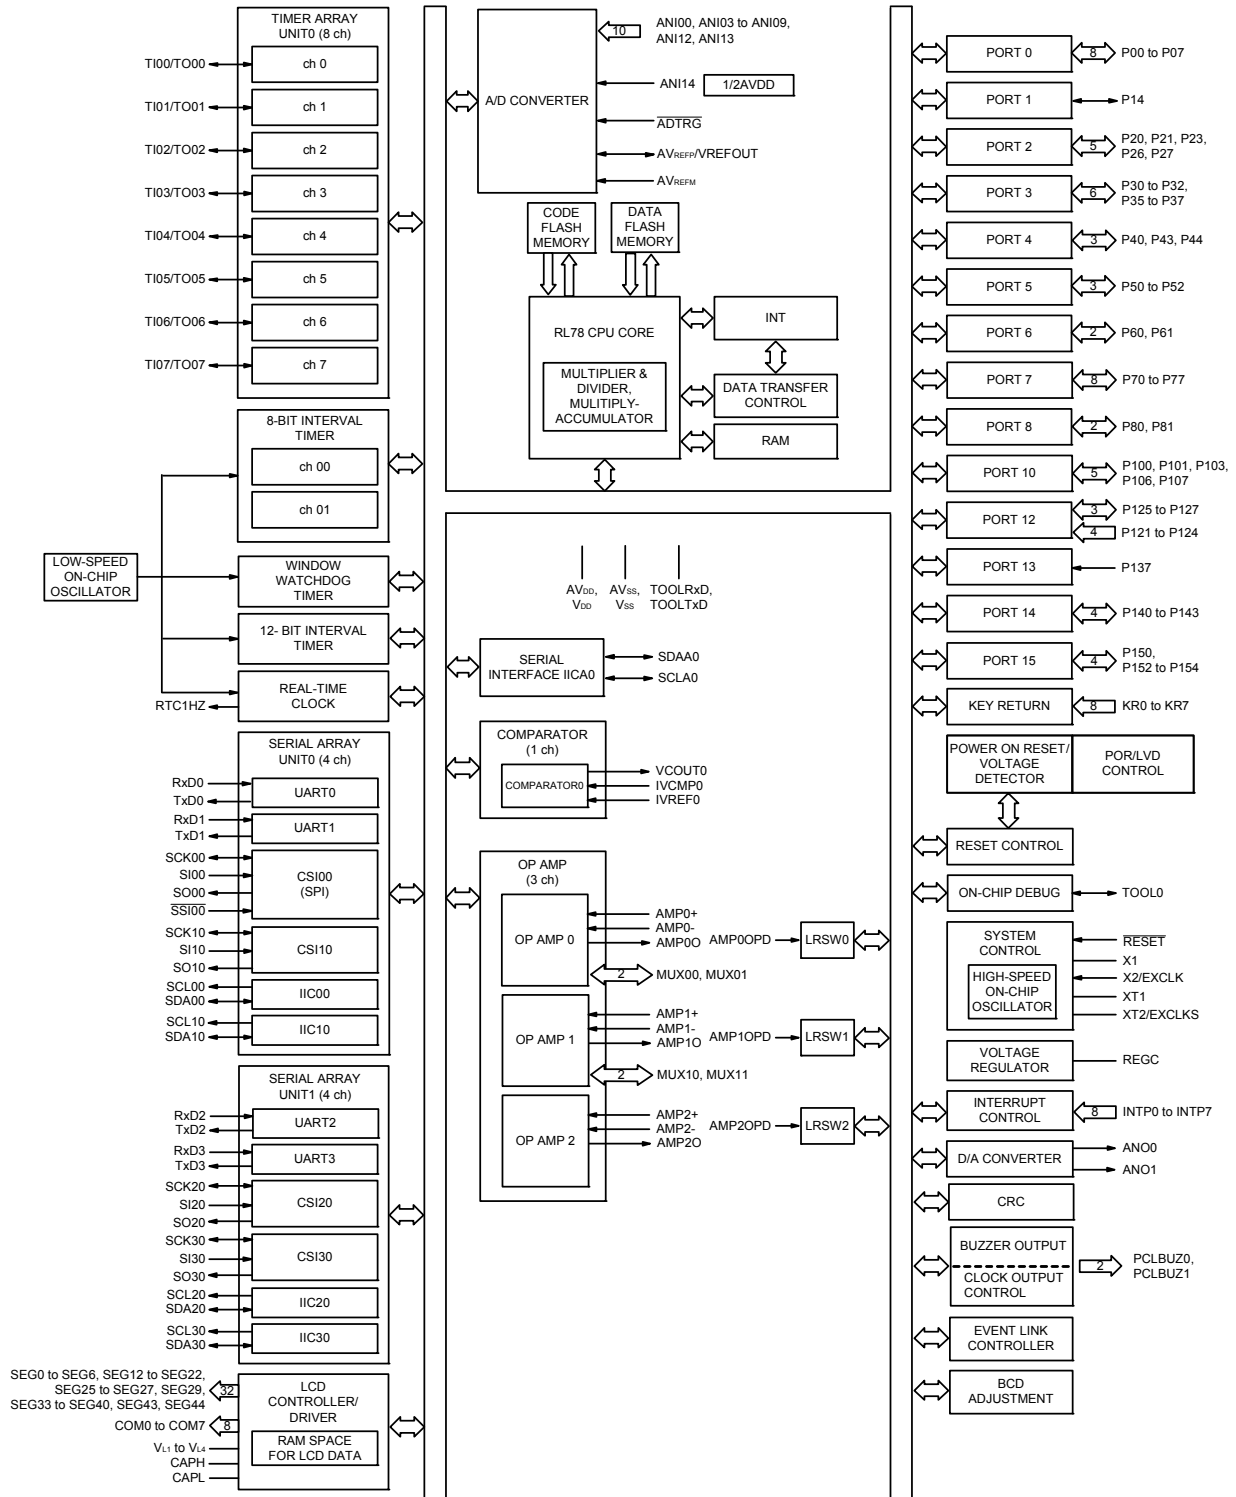 TIMER ARRAY
UNIT0 (8 ch)
TI00/TO00
ch 0
TI01/TO01
ch 1
TI02/TO02
ch 2
TI03/TO03
ch 3
TI04/TO04
ch 4
TI05/TO05
ch 5
TI06/TO06
ch 6
TI07/TO07
ch 7
8-BIT INTERVAL
TIMER
ch 00
ch 01
LOW-SPEED
ON-CHIP
OSCILLATOR
WINDOW
WATCHDOG
TIMER
12- BIT INTERVAL
TIMER
REAL-TIME
CLOCK
RTC1HZ
SERIAL ARRAY
UNIT0 (4 ch)
RxD0
TxD0
UART0
RxD1
TxD1
UART1
SCK00
SI00
SO00
SSI00
CSI00
(SPI)
SCK10
SI10
SO10
CSI10
SCL00
SDA00
IIC00
SCL10
SDA10
IIC10
SERIAL ARRAY
UNIT1 (4 ch)
RxD2
TxD2
UART2
RxD3
TxD3
UART3
SCK20
SI20
SO20
CSI20
SCK30
SI30
SO30
CSI30
SCL20
SDA20
IIC20
SCL30
SDA30
IIC30
SEG0 to SEG6, SEG12 to SEG22,
SEG25 to SEG27, SEG29,
SEG33 to SEG40, SEG43, SEG44
32
COM0 to COM7
8
VL1 to VL4
CAPH
CAPL
LCD
CONTROLLER/
DRIVER
RAM SPACE
FOR LCD DATA
A/D CONVERTER
10
ANI00, ANI03 to ANI09,
ANI12, ANI13
ANI14
1/2AVDD
ADTRG
AVREFP/VREFOUT
AVREFM
CODE
FLASH
MEMORY
DATA
FLASH
MEMORY
RL78 CPU CORE
MULTIPLIER &
DIVIDER,
MULITIPLY-
ACCUMULATOR
INT
DATA TRANSFER
CONTROL
RAM
AVDD,
VDD
AVSS,
VSS
TOOLRxD,
TOOLTxD
SERIAL
INTERFACE IICA0
SDAA0
SCLA0
COMPARATOR
(1 ch)
COMPARATOR0
VCOUT0
IVCMP0
IVREF0
OP AMP
(3 ch)
OP AMP 0
AMP0+
AMP0-
AMP0O
2
MUX00, MUX01
AMP0OPD
LRSW0
OP AMP 1
AMP1+
AMP1-
AMP1O
2
MUX10, MUX11
AMP1OPD
LRSW1
OP AMP 2
AMP2+
AMP2-
AMP2O
AMP2OPD
LRSW2
PORT 0
8
P00 to P07
PORT 1
P14
PORT 2
5
P20, P21, P23,
P26, P27
PORT 3
6
P30 to P32,
P35 to P37
PORT 4
3
P40, P43, P44
PORT 5
3
P50 to P52
PORT 6
2
P60, P61
PORT 7
8
P70 to P77
PORT 8
2
P80, P81
PORT 10
5
P100, P101, P103,
P106, P107
PORT 12
3
P125 to P127
4
P121 to P124
PORT 13
P137
PORT 14
4
P140 to P143
PORT 15
4
P150,
P152 to P154
KEY RETURN
8
KR0 to KR7
POWER ON RESET/
VOLTAGE
DETECTOR
POR/LVD
CONTROL
RESET CONTROL
ON-CHIP DEBUG
TOOL0
SYSTEM
CONTROL
HIGH-SPEED
ON-CHIP
OSCILLATOR
RESET
X1
X2/EXCLK
XT1
XT2/EXCLKS
VOLTAGE
REGULATOR
REGC
INTERRUPT
CONTROL
8
INTP0 to INTP7
D/A CONVERTER
ANO0
ANO1
CRC
BUZZER OUTPUT
CLOCK OUTPUT
CONTROL
2
PCLBUZ0,
PCLBUZ1
EVENT LINK
CONTROLLER
BCD
ADJUSTMENT